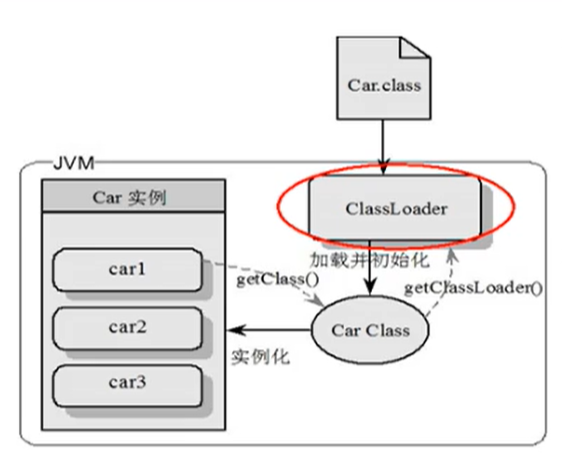 Car.class
JVM
Car 实例
ClassLoader
加载并初始化
car1
getClass()
getClassLoader()
car2
Car Class
实例化
car3